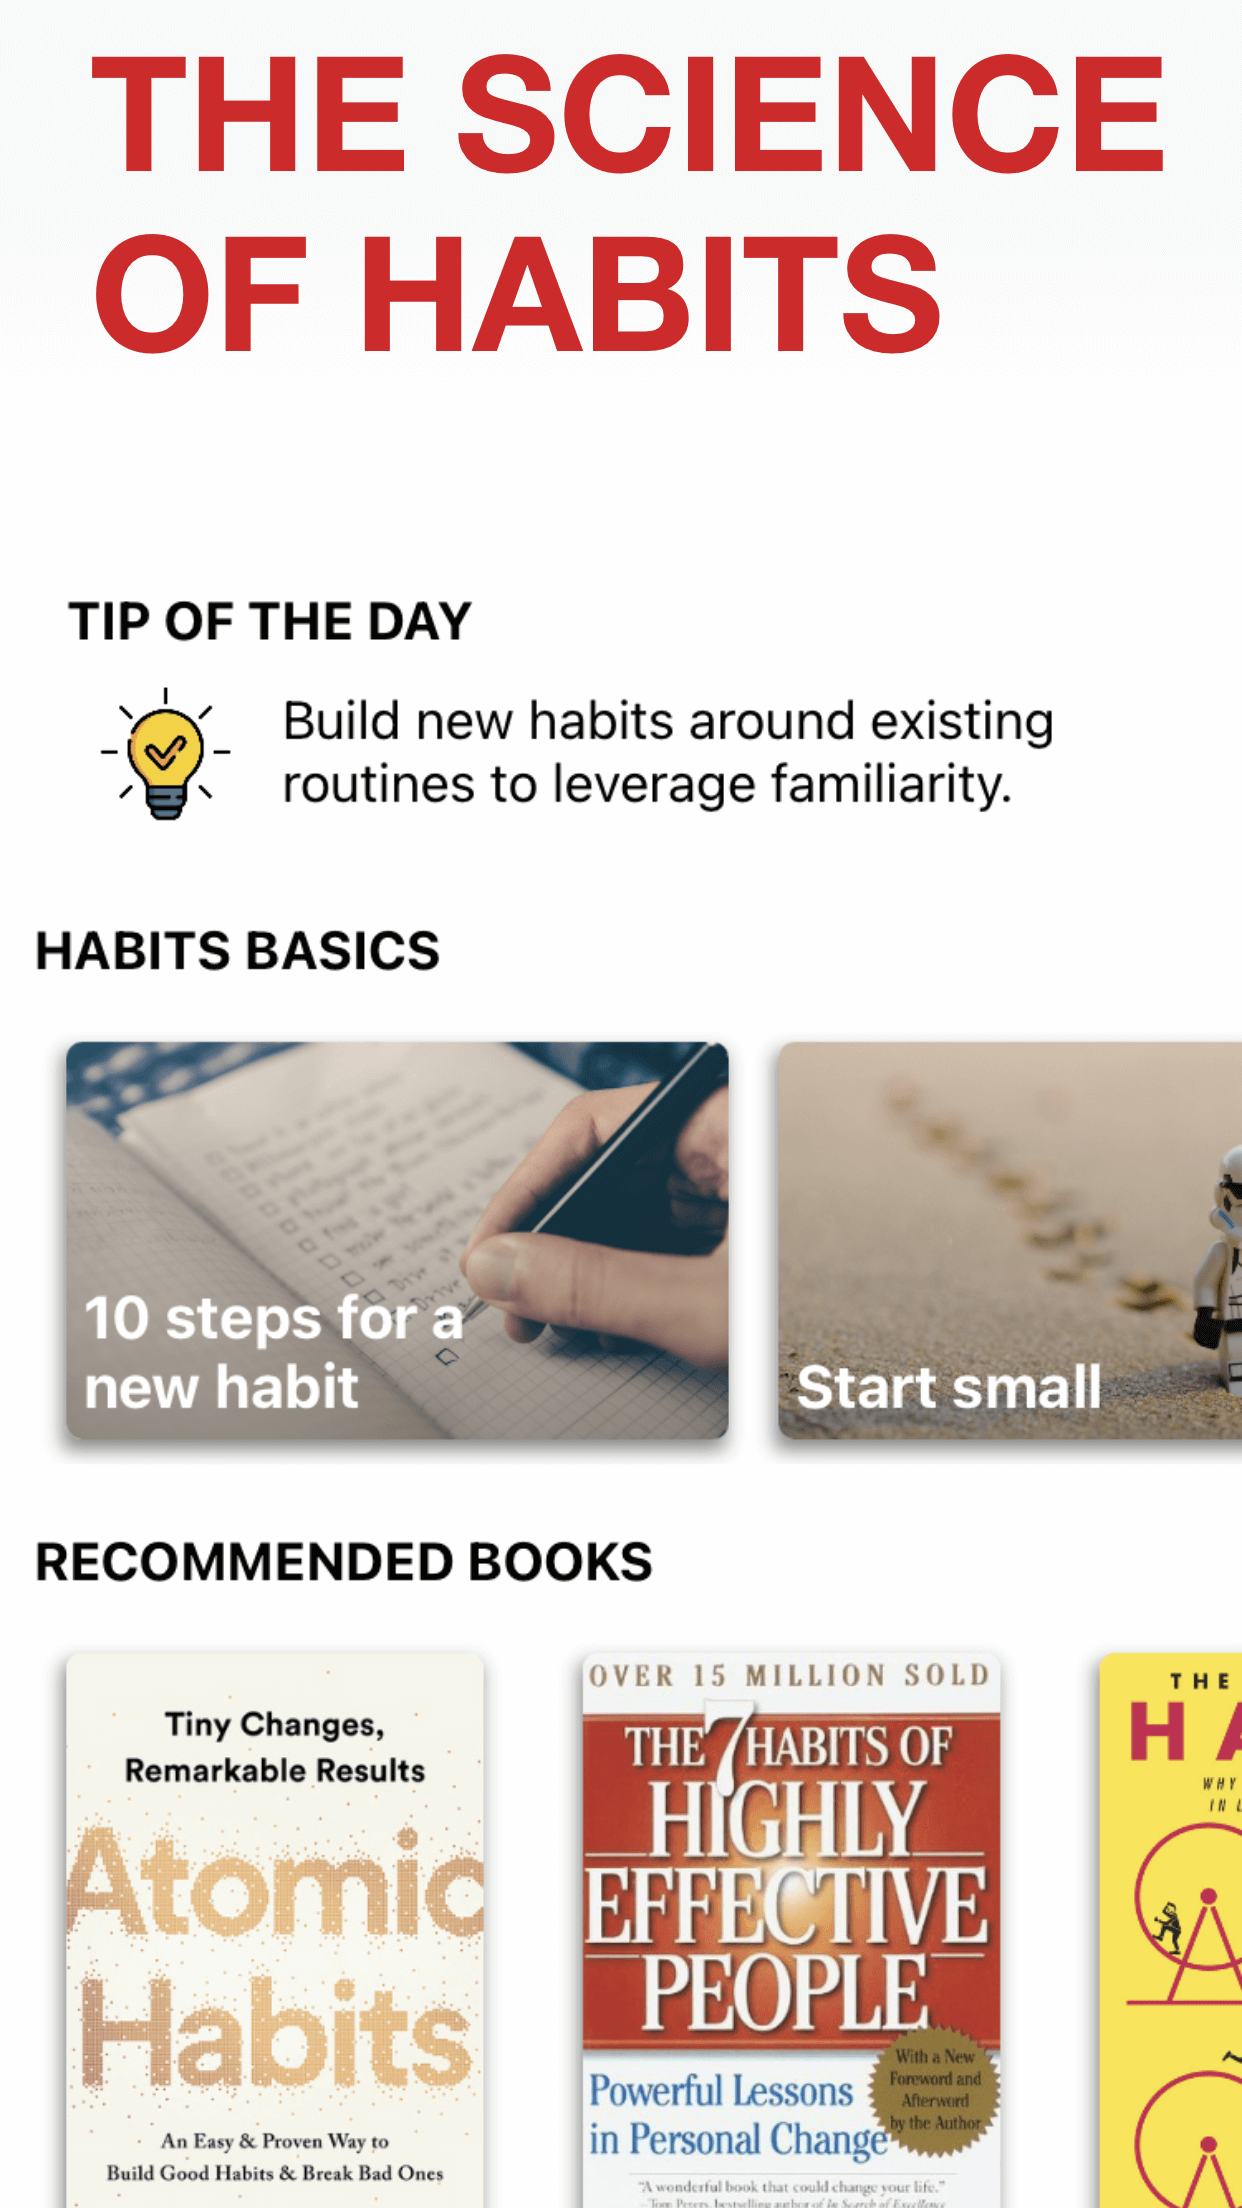 THE SCIENCE
OF HABITS
TIP OF THE DAY
Build new habits around existing
routines to leverage familiarity.
HABITS BASICS
10 steps for a
new habit
Start small
RECOMMENDED BOOKS
Tiny Changes,
Remarkable Results
Atomic
Habits
An Easy & Proven Way to
Build Good Habits & Break Bad Ones
OVER 15 MILLION SOLD
THE 7 HABITS OF
HIGHLY
EFFECTIVE
PEOPLE
With a New
Foreword and
Afterword
by the Author
Powerful Lessons
in Personal Change
"A wonderful book that could change your life."
–Tom Peters, bestselling author of In Search of Excellence
THE
HA
WHY
IN L